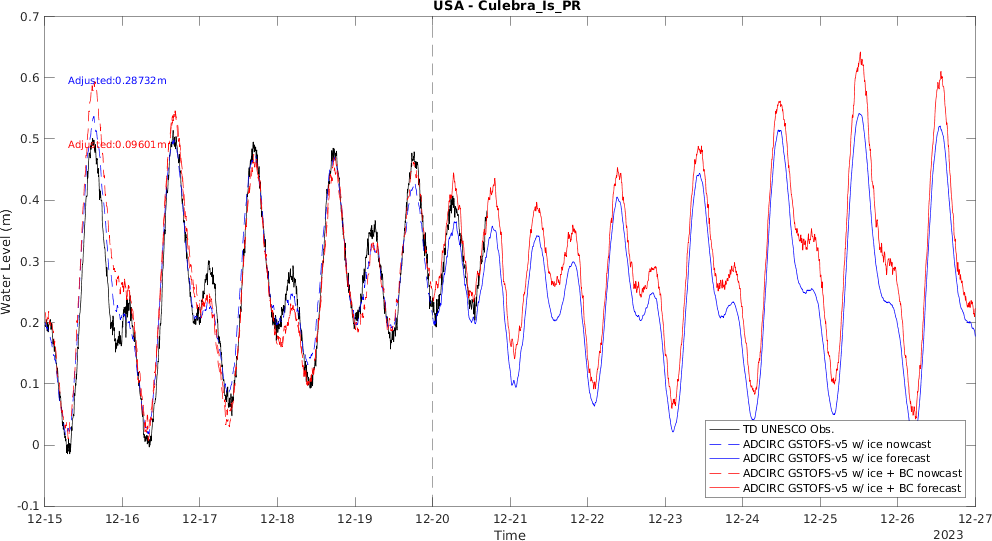 USA - Culebra_Is_PR
0.7
0.6
0.5
0.4
0.3
0.2
0.1
0
-0.1
Water Level (m)
Adjusted:0.28732m
Adjusted:0.09601m
TD UNESCO Obs.
ADCIRC GSTOFS-v5 w/ ice nowcast
ADCIRC GSTOFS-v5 w/ ice forecast
ADCIRC GSTOFS-v5 w/ ice + BC nowcast
ADCIRC GSTOFS-v5 w/ ice + BC forecast
12-15 12-16 12-17 12-18 12-19 12-20 12-21 12-22 12-23 12-24 12-25 12-26 12-27
Time
2023